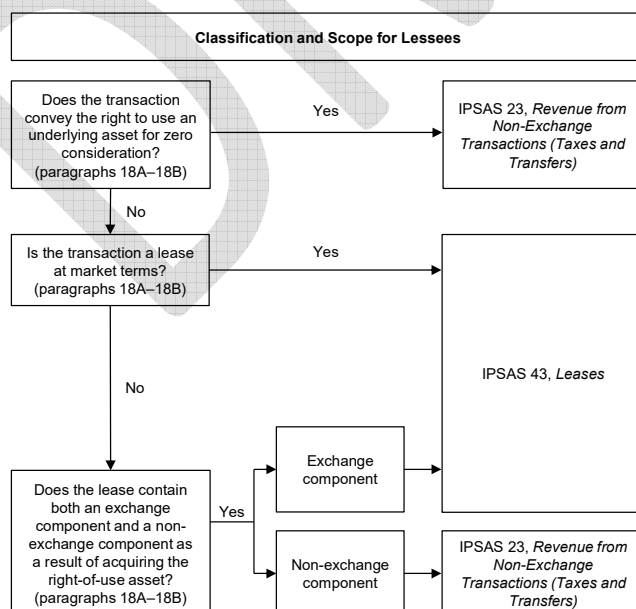 Classification and Scope for Lessees
Does the transaction
convey the right to use an
underlying asset for zero
consideration?
(paragraphs 18A–18B)
Yes
IPSAS 23, Revenue from
Non-Exchange
Transactions (Taxes and
Transfers)
No
Is the transaction a lease
at market terms?
(paragraphs 18A–18B)
Yes
IPSAS 43, Leases
No
Does the lease contain
both an exchange
component and a non-
exchange component as
a result of acquiring the
right-of-use asset?
(paragraphs 18A–18B)
Yes
Exchange
component
Non-exchange
component
IPSAS 23, Revenue from
Non-Exchange
Transactions (Taxes and
Transfers)